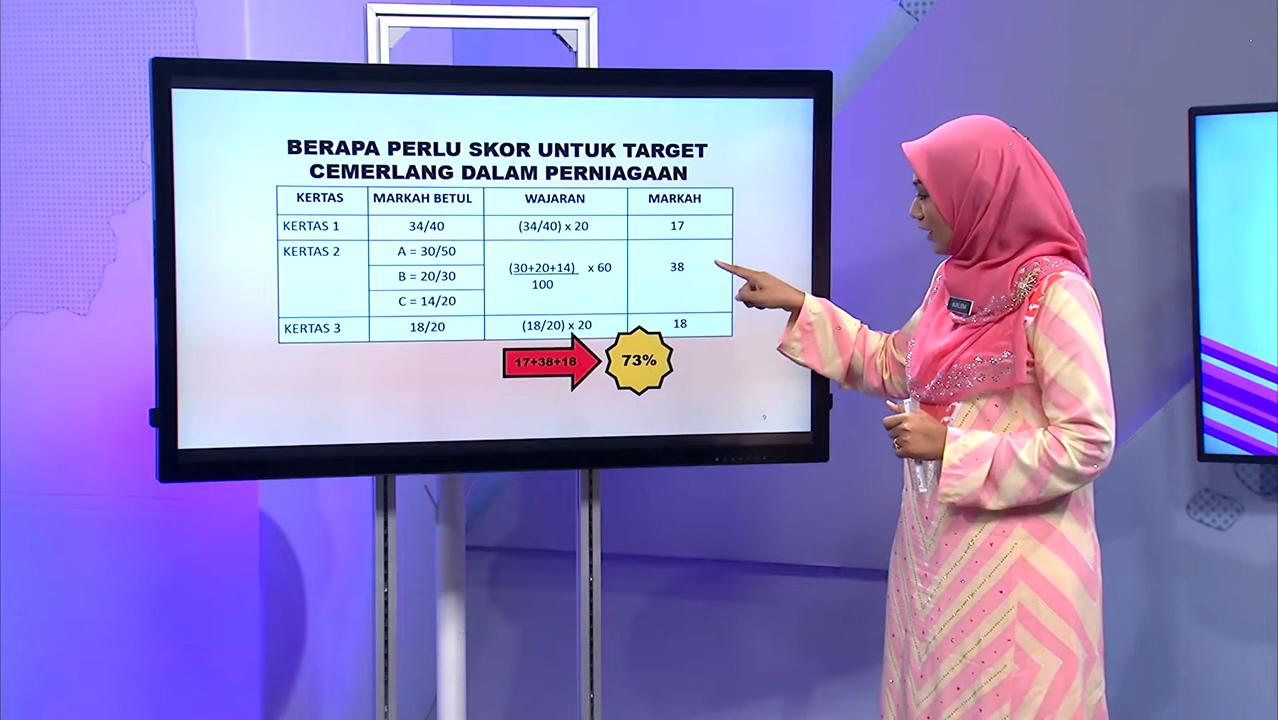 BERAPA PERLU SKOR UNTUK TARGET
CEMERLANG DALAM PERNIAGAAN
KERTAS MARKAH BETUL WAJARAN MARKAH
KERTAS 1 34/40 (34/40) x 20 17
KERTAS 2 A = 30/50
(30+20+14) x 60 38
B = 20/30
100
C = 14/20
KERTAS 3 18/20 (18/20) x 20 18
17+38+18 73%
9